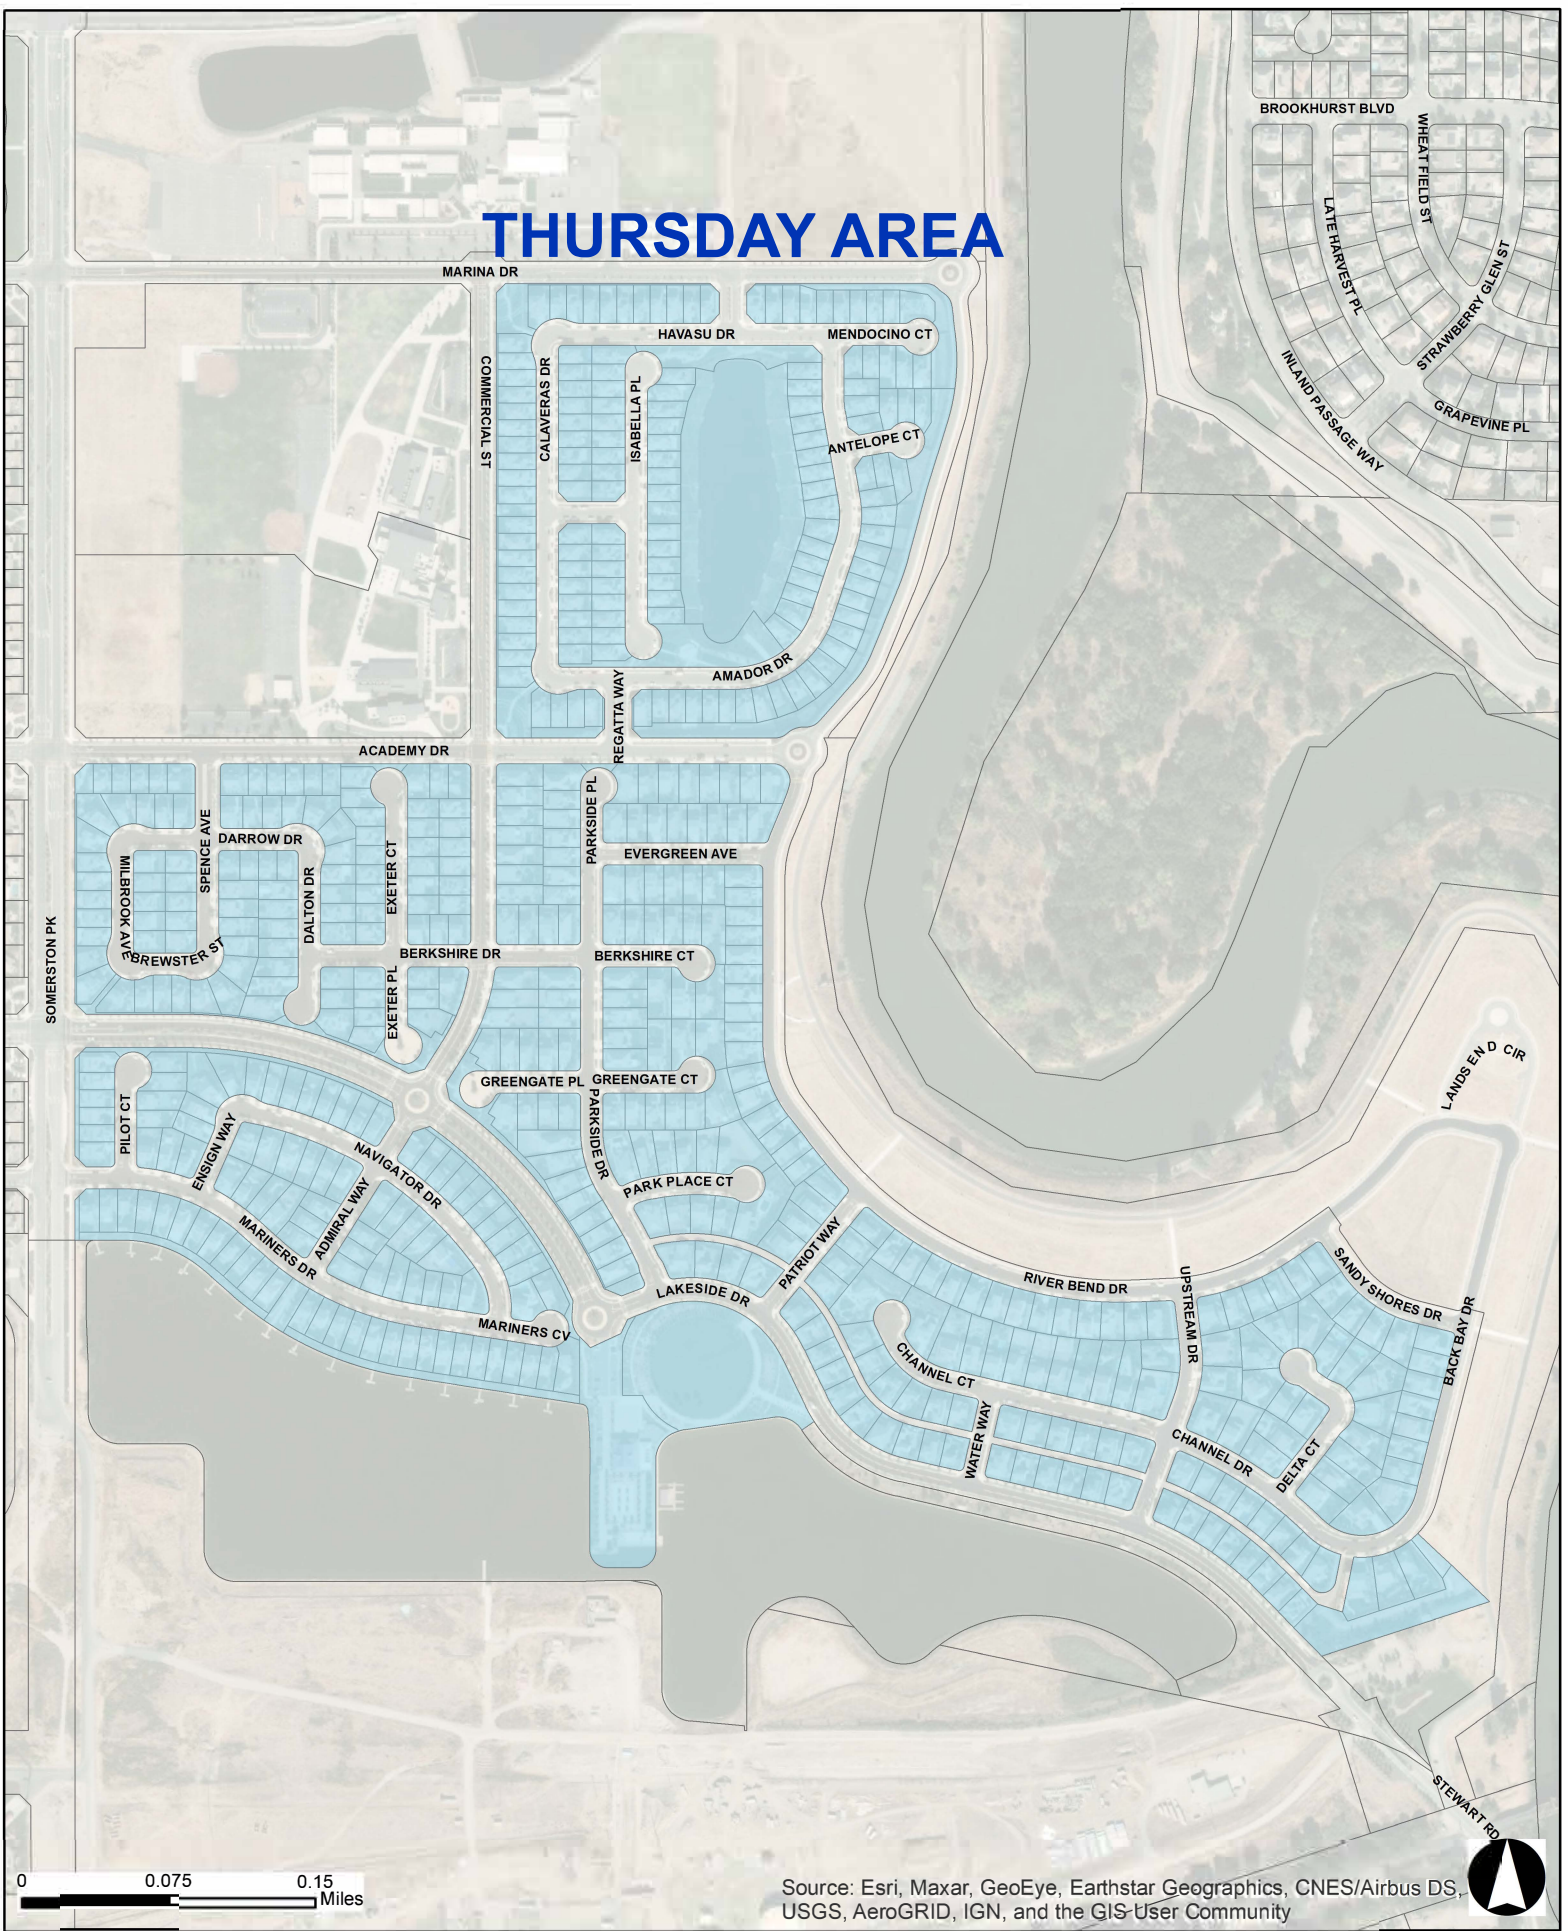 BROOKHURST BLVD
WHEAT FIELD ST
LATE HARVEST PL
STRAWBERRY GLEN ST
INLAND PASSAGE WAY
GRAPEVINE PL
THURSDAY AREA
MARINA DR
HAVASU DR
MENDOCINO CT
COMMERCIAL ST
CALAVERAS DR
ISABELLA PL
ANTELOPE CT
AMADOR DR
REGATTA WAY
ACADEMY DR
PARKSIDE PL
SPENCE AVE
DARROW DR
EXETER CT
EVERGREEN AVE
MILBROOK AVE
DALTON DR
BREWSTER ST
BERKSHIRE DR
BERKSHIRE CT
SOMERSTON PK
EXETER PL
LANDS END CIR
GREENGATE PL
GREENGATE CT
PILOT CT
PARKSIDE DR
ENSIGN WAY
NAVIGATOR DR
PARK PLACE CT
ADMIRAL WAY
MARINERS DR
PATRIOT WAY
RIVER BEND DR
UPSTREAM DR
SANDY SHORES DR
LAKESIDE DR
MARINERS CV
BACK BAY DR
CHANNEL CT
WATER WAY
CHANNEL DR
DELTA CT
STEWART RD
0 0.075 0.15
Miles
Source: Esri, Maxar, GeoEye, Earthstar Geographics, CNES/Airbus DS,
USGS, AeroGRID, IGN, and the GIS User Community